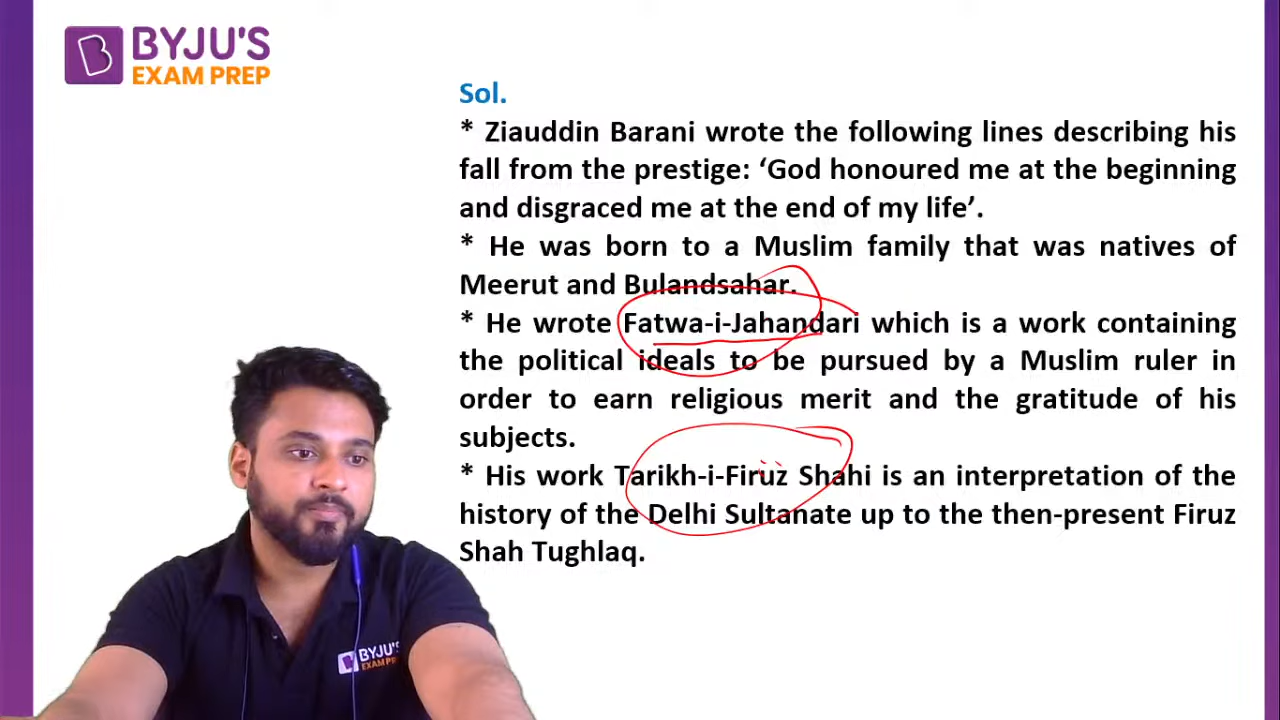 BYJU'S
EXAM PREP
Sol.
* Ziauddin Barani wrote the following lines describing his
fall from the prestige: ‘God honoured me at the beginning
and disgraced me at the end of my life’.
* He was born to a Muslim family that was natives of
Meerut and Bulandsahar.
* He wrote Fatwa-i-Jahandari which is a work containing
the political ideals to be pursued by a Muslim ruler in
order to earn religious merit and the gratitude of his
subjects.
* His work Tarikh-i-Firuz Shahi is an interpretation of the
history of the Delhi Sultanate up to the then-present Firuz
Shah Tughlaq.
BYJU'S
EXAM PREP